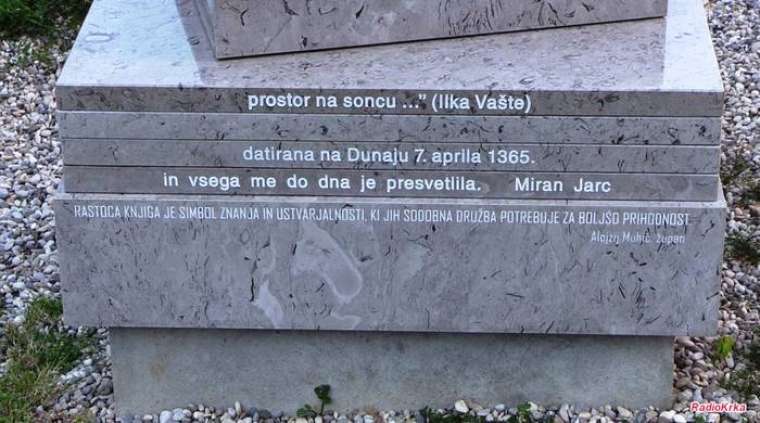 prostor na soncu ..." (Ilka Vašte)
datirana na Dunaju 7. aprila 1365.
in vsega me do dna je presvetlila. Miran Jarc
RASTOČA KNJIGA JE SIMBOL ZNANJA IN USTVARJALNOSTI, KI JIH SODOBNA DRUŽBA POTREBUJE ZA BOLJŠO PRIHODNOST.
Alojzij Muhič, župan
RadioKrka